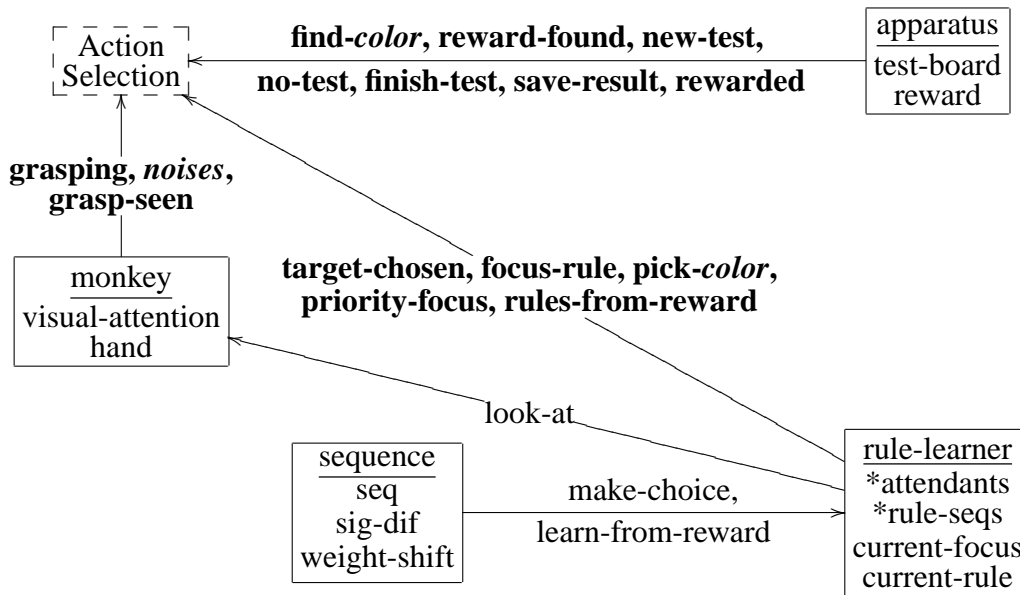 Action
Selection
find-color, reward-found, new-test,
no-test, finish-test, save-result, rewarded
apparatus
test-board
reward
grasping, noises,
grasp-seen
monkey
visual-attention
hand
target-chosen, focus-rule, pick-color,
priority-focus, rules-from-reward
look-at
sequence
seq
sig-dif
weight-shift
make-choice,
learn-from-reward
rule-learner
*attendants
*rule-seqs
current-focus
current-rule